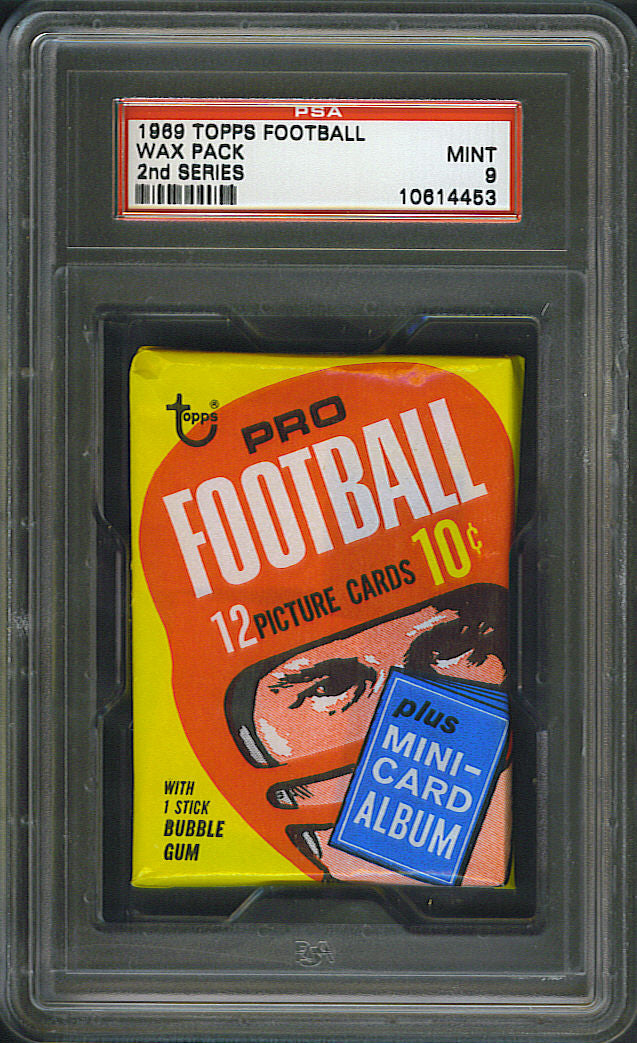 PSA
1969 TOPPS FOOTBALL
WAX PACK MINT
2nd SERIES 9
10614453
topps®
PRO
FOOTBALL
12 PICTURE CARDS 10¢
plus
MINI-
CARD
ALBUM
WITH
1 STICK
BUBBLE
GUM
PSA